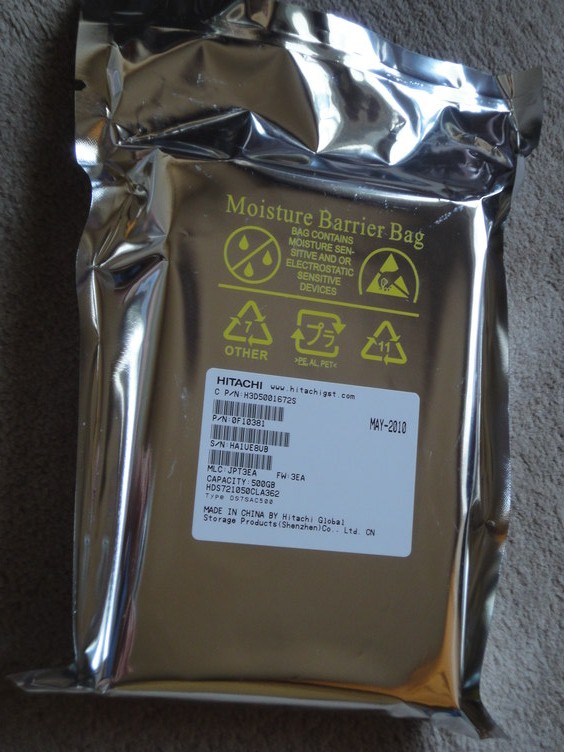 Moisture Barrier Bag
BAG CONTAINS
MOISTURE SEN-
SITIVE AND OR
ELECTROSTATIC
SENSITIVE
DEVICES
7
OTHER
プラ
>PE, AL, PET<
11
HITACHI www.hitachigst.com
C P/N:H3D5001672S
MAY-2010
P/N:0F10381
S/N:HA1VE8VB
MLC:JPT3EA FW:3EA
CAPACITY:500GB
HDS721050CLA362
Type DS7SAC500
MADE IN CHINA BY Hitachi Global
Storage Products(Shenzhen)Co., Ltd. CN